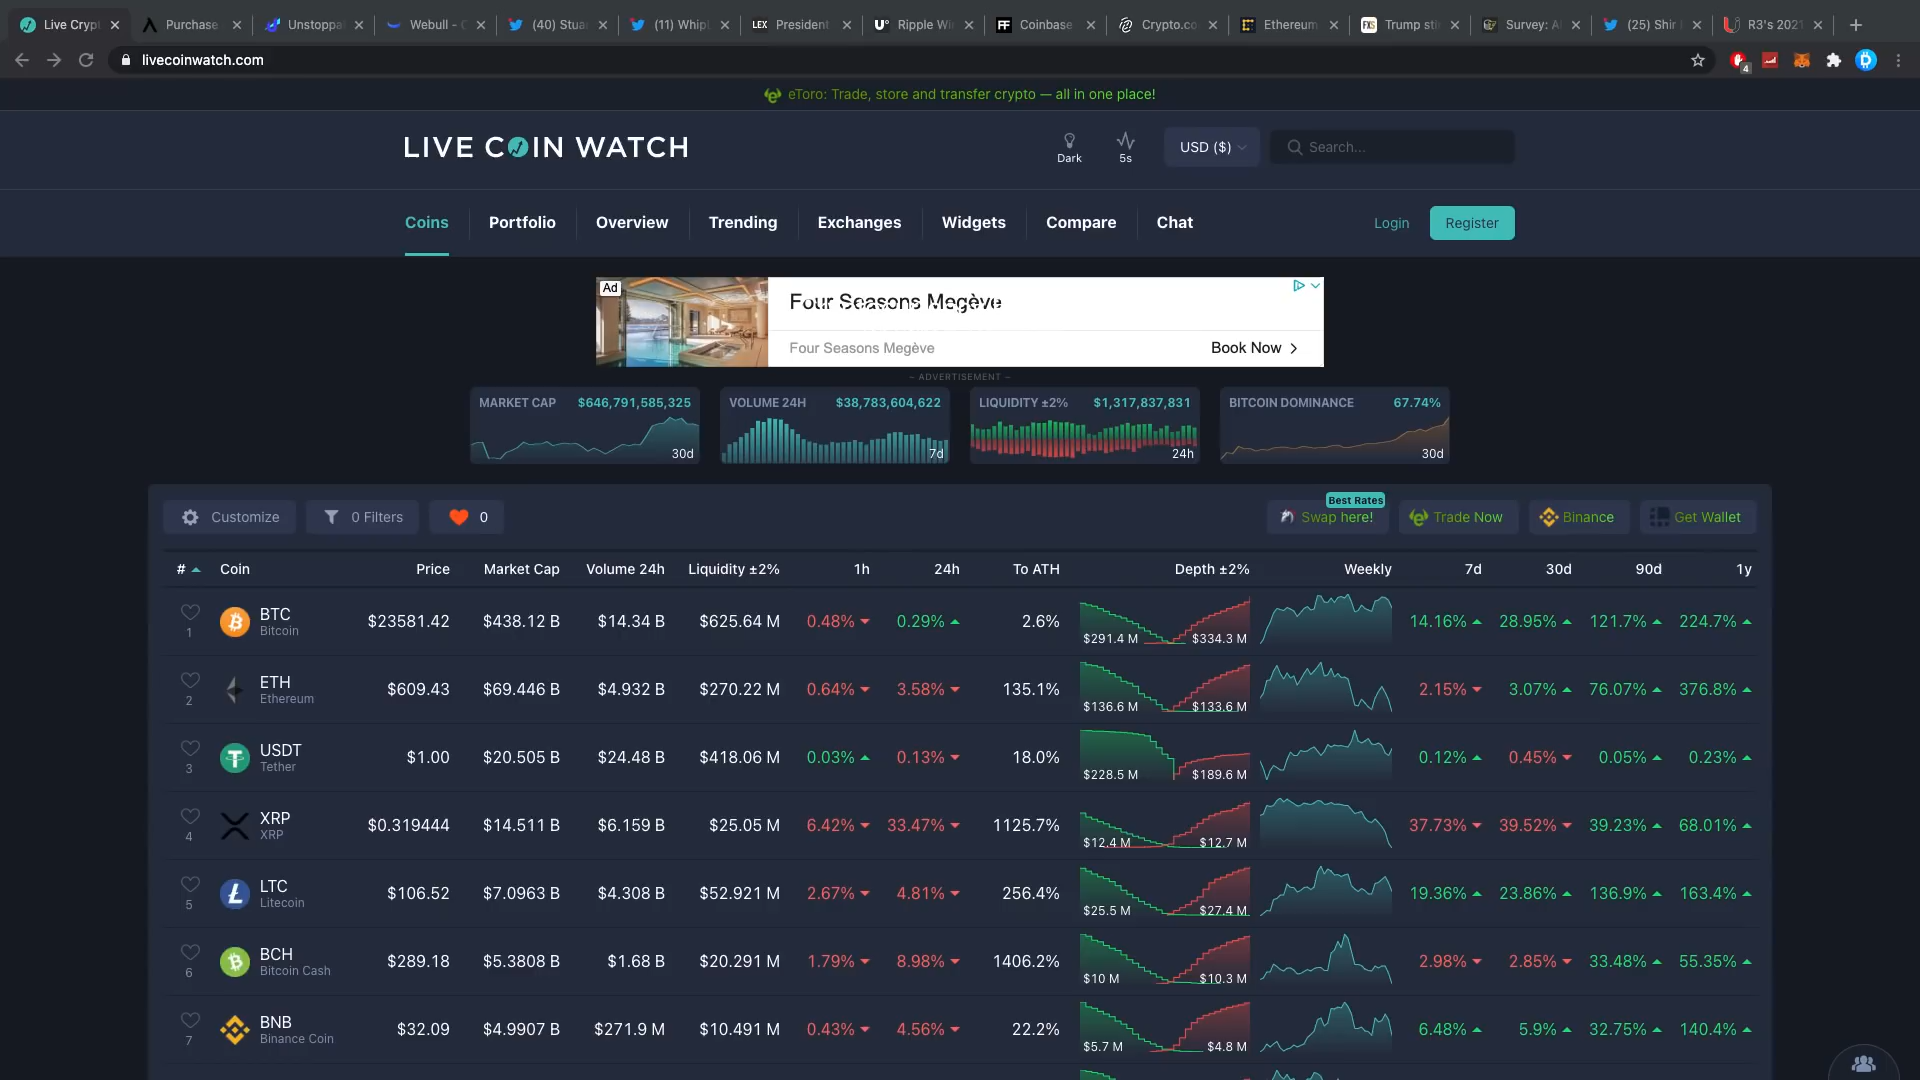 Live Crypt
Purchase
Unstoppa
Webull - C
(40) Stua
(11) Whip
LEX
President
Ripple Wi
Coinbase
Crypto.co
Ethereum
FXS
Trump sti
Survey: A
(25) Shir
R3's 2021
livecoinwatch.com
4
eToro: Trade, store and transfer crypto — all in one place!
LIVE COIN WATCH
Dark
5s
USD ($)
Search...
Coins
Portfolio
Overview
Trending
Exchanges
Widgets
Compare
Chat
Login
Register
Ad
Four Seasons Megève
Four Seasons Megève
Book Now
– ADVERTISEMENT –
MARKET CAP $646,791,585,325
30d
VOLUME 24H $38,783,604,622
7d
LIQUIDITY ±2% $1,317,837,831
24h
BITCOIN DOMINANCE 67.74%
30d
Customize
0 Filters
0
Best Rates
Swap here!
Trade Now
Binance
Get Wallet
# Coin Price Market Cap Volume 24h Liquidity ±2% 1h 24h To ATH Depth ±2% Weekly 7d 30d 90d 1y
1 BTC Bitcoin $23581.42 $438.12 B $14.34 B $625.64 M 0.48% 0.29% 2.6% $291.4 M $334.3 M 14.16% 28.95% 121.7% 224.7%
2 ETH Ethereum $609.43 $69.446 B $4.932 B $270.22 M 0.64% 3.58% 135.1% $136.6 M $133.6 M 2.15% 3.07% 76.07% 376.8%
3 USDT Tether $1.00 $20.505 B $24.48 B $418.06 M 0.03% 0.13% 18.0% $228.5 M $189.6 M 0.12% 0.45% 0.05% 0.23%
4 XRP XRP $0.319444 $14.511 B $6.159 B $25.05 M 6.42% 33.47% 1125.7% $12.4 M $12.7 M 37.73% 39.52% 39.23% 68.01%
5 LTC Litecoin $106.52 $7.0963 B $4.308 B $52.921 M 2.67% 4.81% 256.4% $25.5 M $27.4 M 19.36% 23.86% 136.9% 163.4%
6 BCH Bitcoin Cash $289.18 $5.3808 B $1.68 B $20.291 M 1.79% 8.98% 1406.2% $10 M $10.3 M 2.98% 2.85% 33.48% 55.35%
7 BNB Binance Coin $32.09 $4.9907 B $271.9 M $10.491 M 0.43% 4.56% 22.2% $5.7 M $4.8 M 6.48% 5.9% 32.75% 140.4%